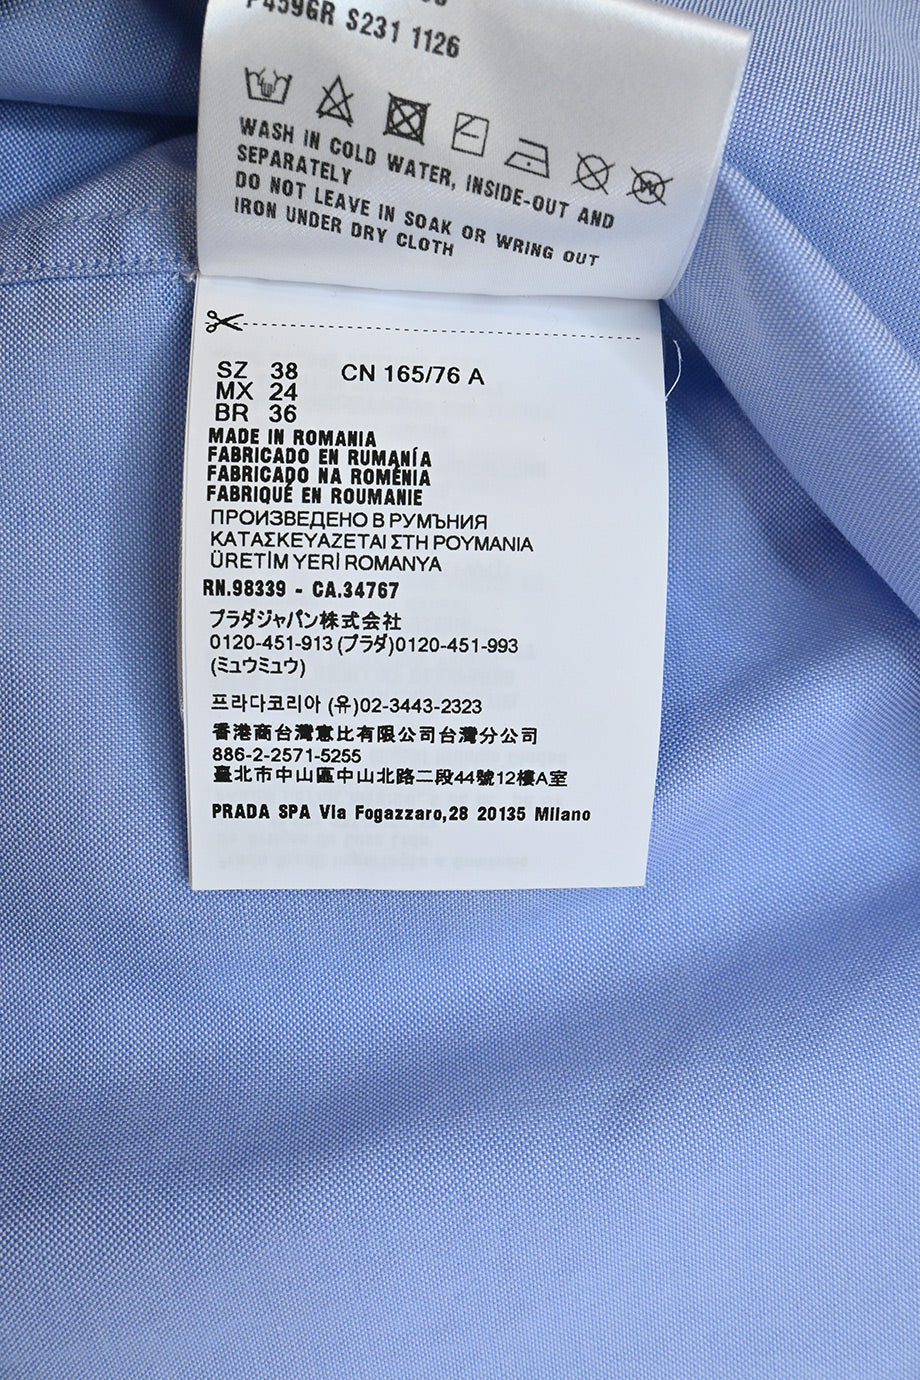 P459GR S231 1126
WASH IN COLD WATER, INSIDE-OUT AND
SEPARATELY
DO NOT LEAVE IN SOAK OR WRING OUT
IRON UNDER DRY CLOTH
SZ 38 CN 165/76 A
MX 24
BR 36
MADE IN ROMANIA
FABRICADO EN RUMANÍA
FABRICADO NA ROMÉNIA
FABRIQUÉ EN ROUMANIE
ПРОИЗВЕДЕНО В РУМЪНИЯ
ΚΑΤΑΣΚΕΥΑΖΕΤΑΙ ΣΤΗ ΡΟΥΜΑΝΙΑ
ÜRETİM YERİ ROMANYA
RN.98339 - CA.34767
プラダジャパン株式会社
0120-451-913 (プラダ)0120-451-993
(ミュウミュウ)
프라다코리아 (유)02-3443-2323
香港商台灣惠比有限公司台灣分公司
886-2-2571-5255
臺北市中山區中山北路二段44號12樓A室
PRADA SPA Via Fogazzaro,28 20135 Milano